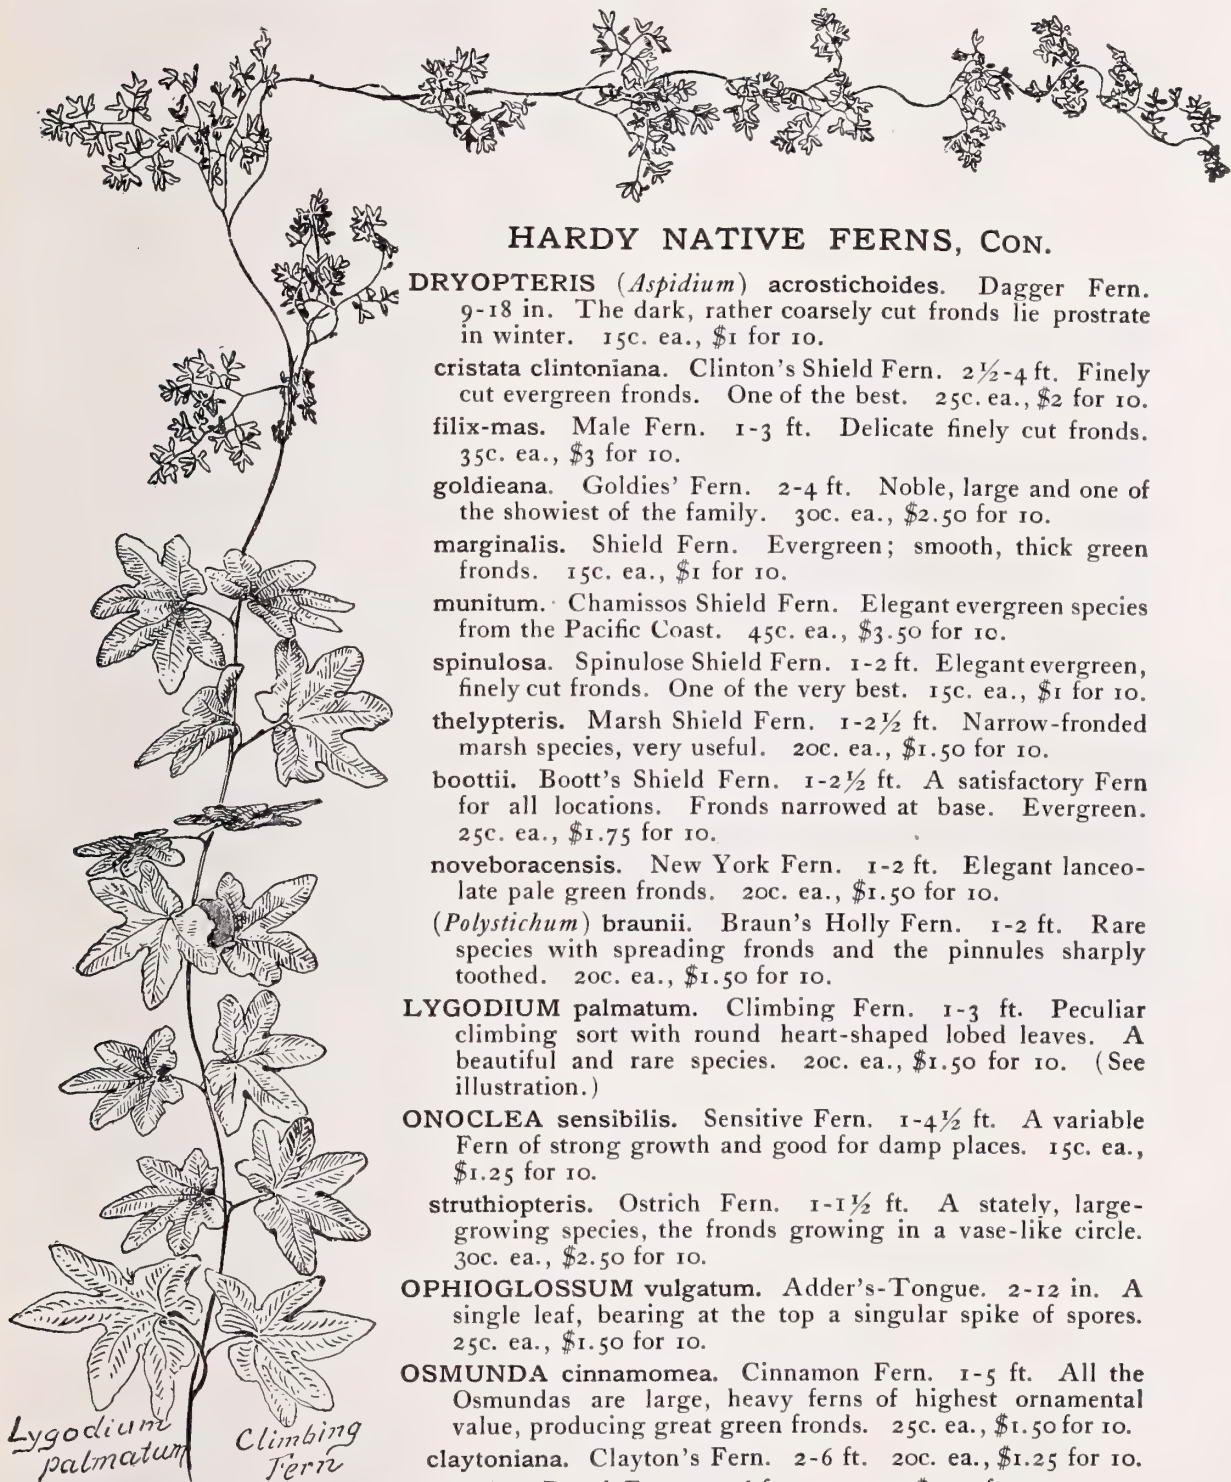 HARDY NATIVE FERNS, CON.
DRYOPTERIS (Aspidium) acrostichoides. Dagger Fern.
9-18 in. The dark, rather coarsely cut fronds lie prostrate
in winter. 15c. ea., $1 for 10.
cristata clintoniana. Clinton's Shield Fern. 2½-4 ft. Finely
cut evergreen fronds. One of the best. 25c. ea., $2 for 10.
filix-mas. Male Fern. 1-3 ft. Delicate finely cut fronds.
35c. ea., $3 for 10.
goldieana. Goldies' Fern. 2-4 ft. Noble, large and one of
the showiest of the family. 30c. ea., $2.50 for 10.
marginalis. Shield Fern. Evergreen; smooth, thick green
fronds. 15c. ea., $1 for 10.
munitum. Chamissos Shield Fern. Elegant evergreen species
from the Pacific Coast. 45c. ea., $3.50 for 10.
spinulosa. Spinulose Shield Fern. 1-2 ft. Elegant evergreen,
finely cut fronds. One of the very best. 15c. ea., $1 for 10.
thelypteris. Marsh Shield Fern. 1-2½ ft. Narrow-fronded
marsh species, very useful. 20c. ea., $1.50 for 10.
boottii. Boott's Shield Fern. 1-2½ ft. A satisfactory Fern
for all locations. Fronds narrowed at base. Evergreen.
25c. ea., $1.75 for 10.
noveboracensis. New York Fern. 1-2 ft. Elegant lanceo-
late pale green fronds. 20c. ea., $1.50 for 10.
(Polystichum) braunii. Braun's Holly Fern. 1-2 ft. Rare
species with spreading fronds and the pinnules sharply
toothed. 20c. ea., $1.50 for 10.
LYGODIUM palmatum. Climbing Fern. 1-3 ft. Peculiar
climbing sort with round heart-shaped lobed leaves. A
beautiful and rare species. 20c. ea., $1.50 for 10. (See
illustration.)
ONOCLEA sensibilis. Sensitive Fern. 1-4½ ft. A variable
Fern of strong growth and good for damp places. 15c. ea.,
$1.25 for 10.
struthiopteris. Ostrich Fern. 1-1½ ft. A stately, large-
growing species, the fronds growing in a vase-like circle.
30c. ea., $2.50 for 10.
OPHIOGLOSSUM vulgatum. Adder's-Tongue. 2-12 in. A
single leaf, bearing at the top a singular spike of spores.
25c. ea., $1.50 for 10.
OSMUNDA cinnamomea. Cinnamon Fern. 1-5 ft. All the
Osmundas are large, heavy ferns of highest ornamental
value, producing great green fronds. 25c. ea., $1.50 for 10.
claytoniana. Clayton's Fern. 2-6 ft. 20c. ea., $1.25 for 10.
Lygodium
palmatum
Climbing
Fern